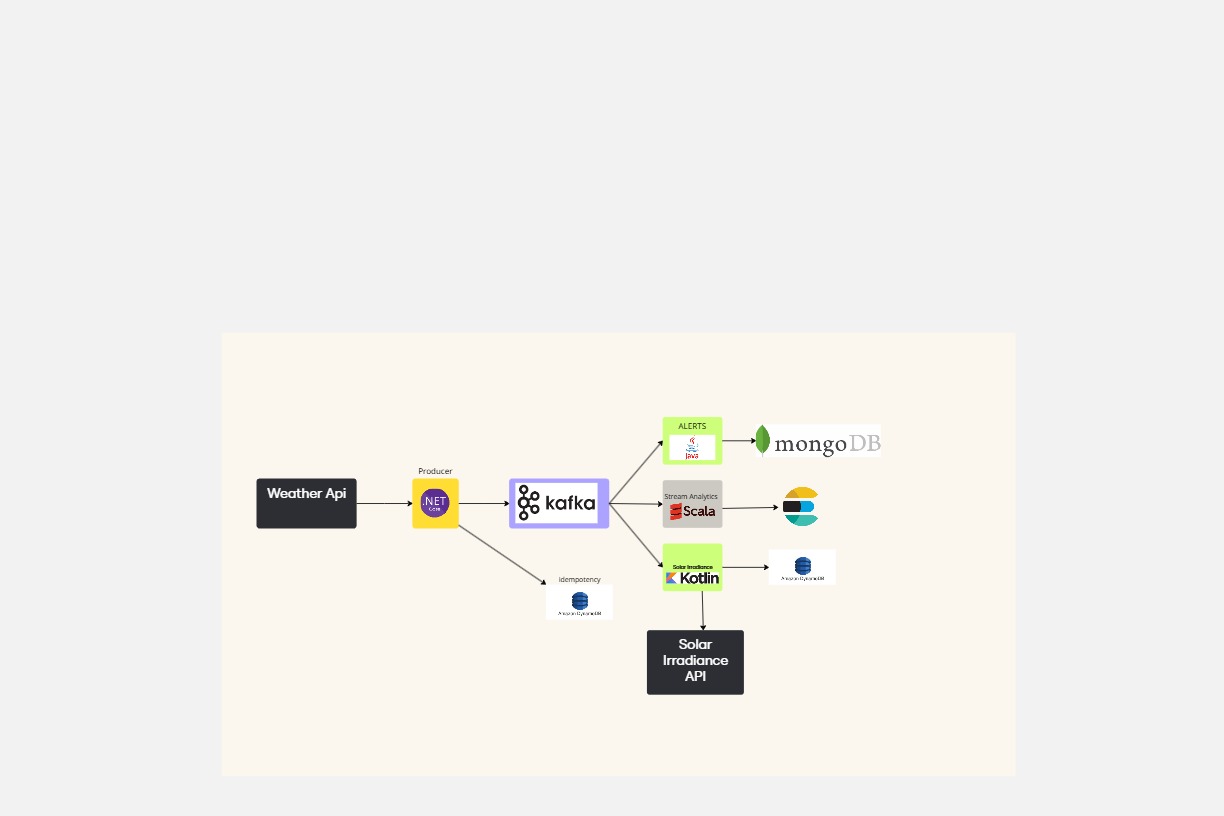 ALERTS
Java
mongoDB
Producer
Weather Api
.NET
Core
kafka
Stream Analytics
Scala
Solar Irradiance
Kotlin
Amazon DynamoDB
Idempotency
Amazon DynamoDB
Solar
Irradiance
API